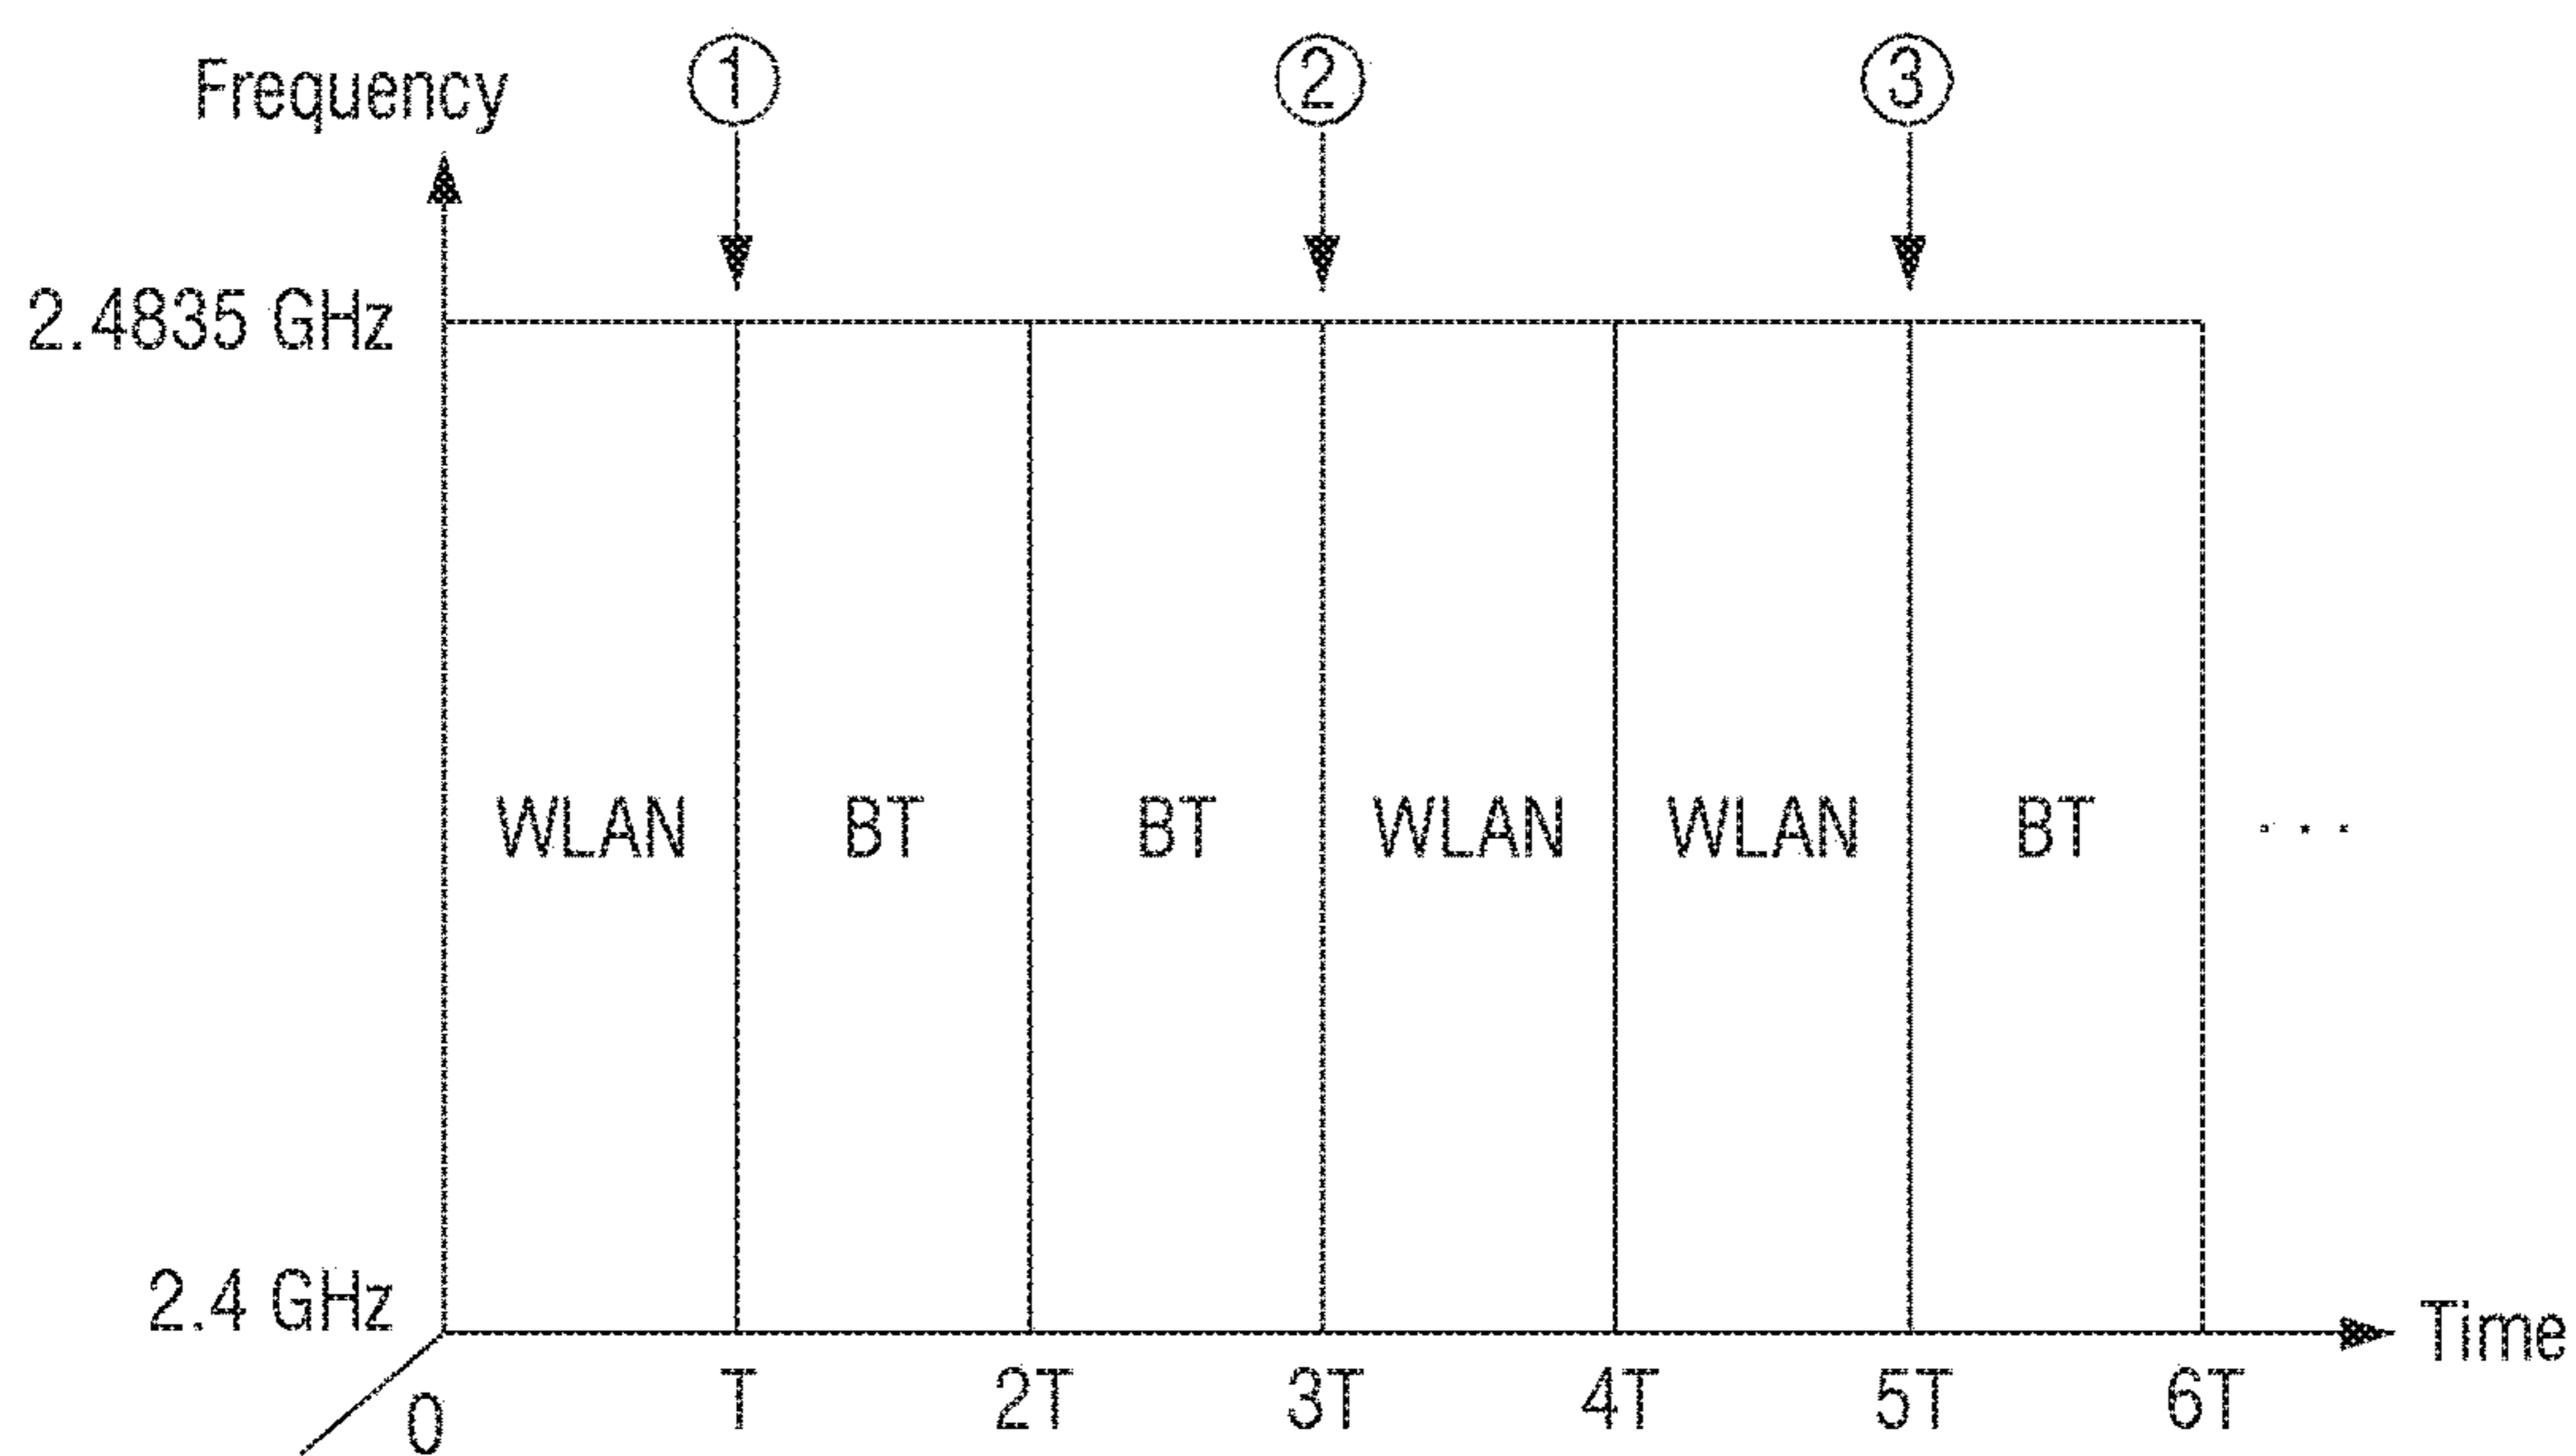 Frequency
① ② ③
2.4835 GHz
WLAN BT BT WLAN WLAN BT ...
2.4 GHz
Time
0 T 2T 3T 4T 5T 6T